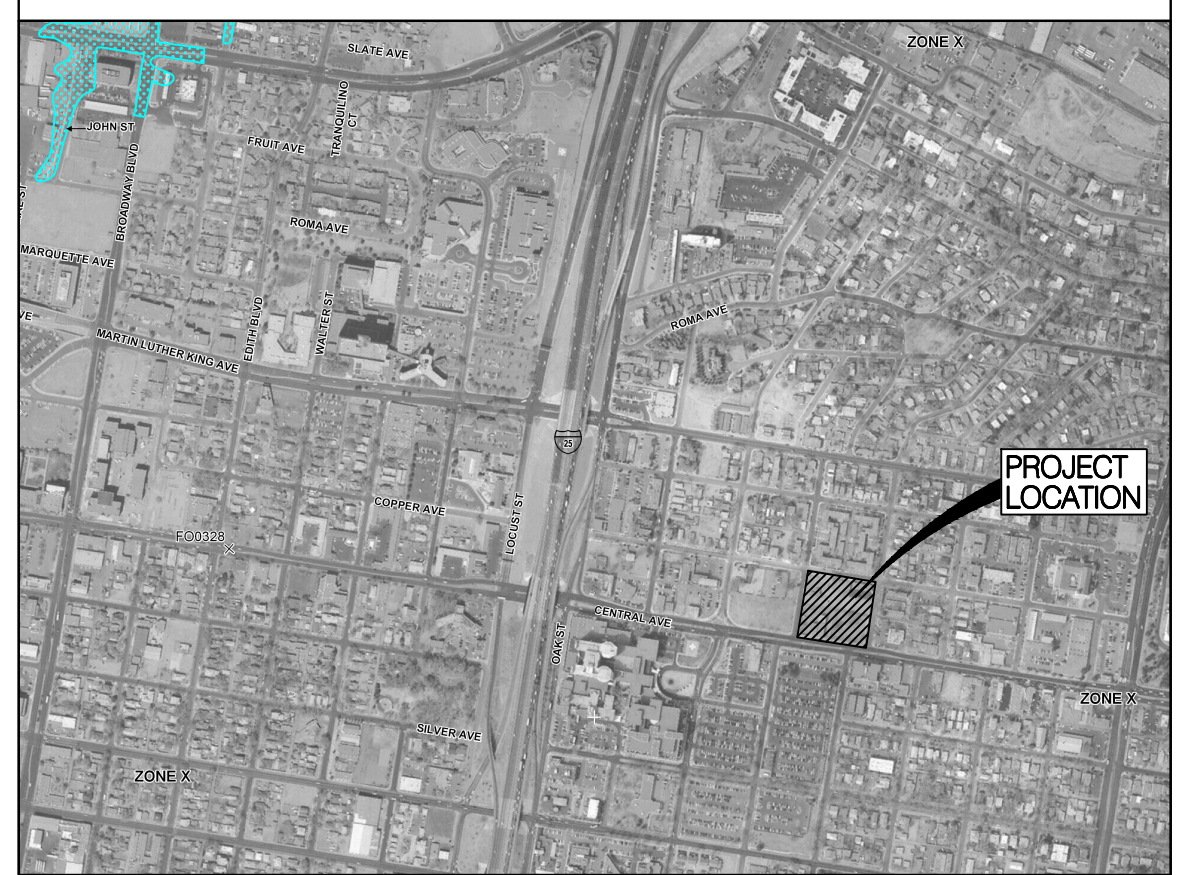 SLATE AVE
ZONE X
TRANQUILINO
CT
JOHN ST
FRUIT AVE
BROADWAY BLVD
ROMA AVE
MARQUETTE AVE
EDITH BLVD
WALTER ST
ROMA AVE
VE
MARTIN LUTHER KING AVE
25
PROJECT
LOCATION
COPPER AVE
LOCUST ST
FO0328
CENTRAL AVE
OAK ST
ZONE X
SILVER AVE
ZONE X